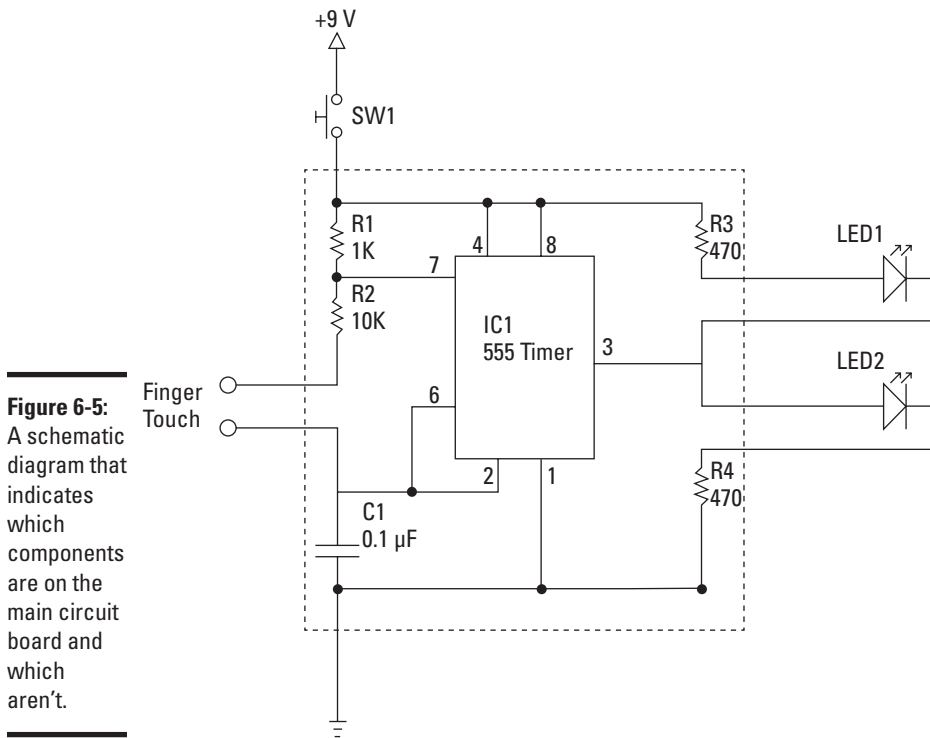 +9 V
SW1
R1
1K
R2
10K
4
8
7
R3
470
LED1
IC1
555 Timer
3
LED2
Finger
Touch
6
2
1
R4
470
C1
0.1 µF
Figure 6-5:
A schematic
diagram that
indicates
which
components
are on the
main circuit
board and
which
aren't.